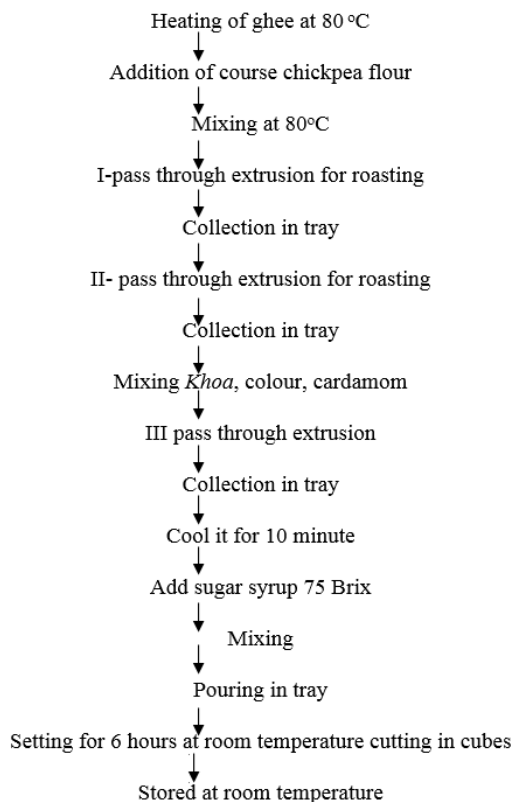 Heating of ghee at 80 °C
Addition of course chickpea flour
Mixing at 80°C
I-pass through extrusion for roasting
Collection in tray
II- pass through extrusion for roasting
Collection in tray
Mixing Khoa, colour, cardamom
III pass through extrusion
Collection in tray
Cool it for 10 minute
Add sugar syrup 75 Brix
Mixing
Pouring in tray
Setting for 6 hours at room temperature cutting in cubes
Stored at room temperature